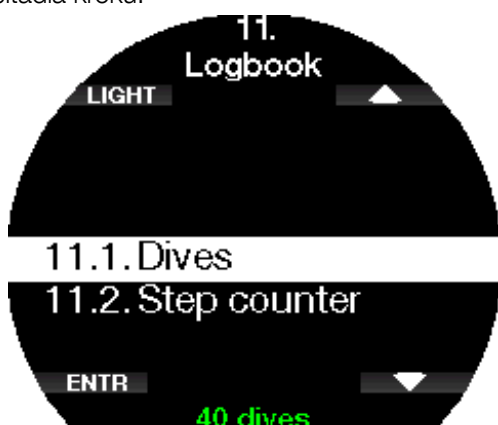 11.
Logbook
LIGHT
11.1. Dives
11.2. Step counter
ENTR
40 dives